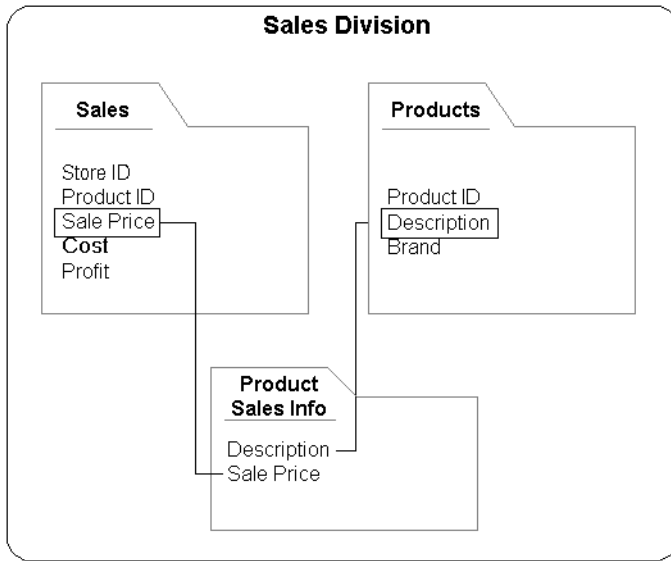 Sales Division
Sales
Store ID
Product ID
Sale Price
Cost
Profit
Products
Product ID
Description
Brand
Product
Sales Info
Description
Sale Price